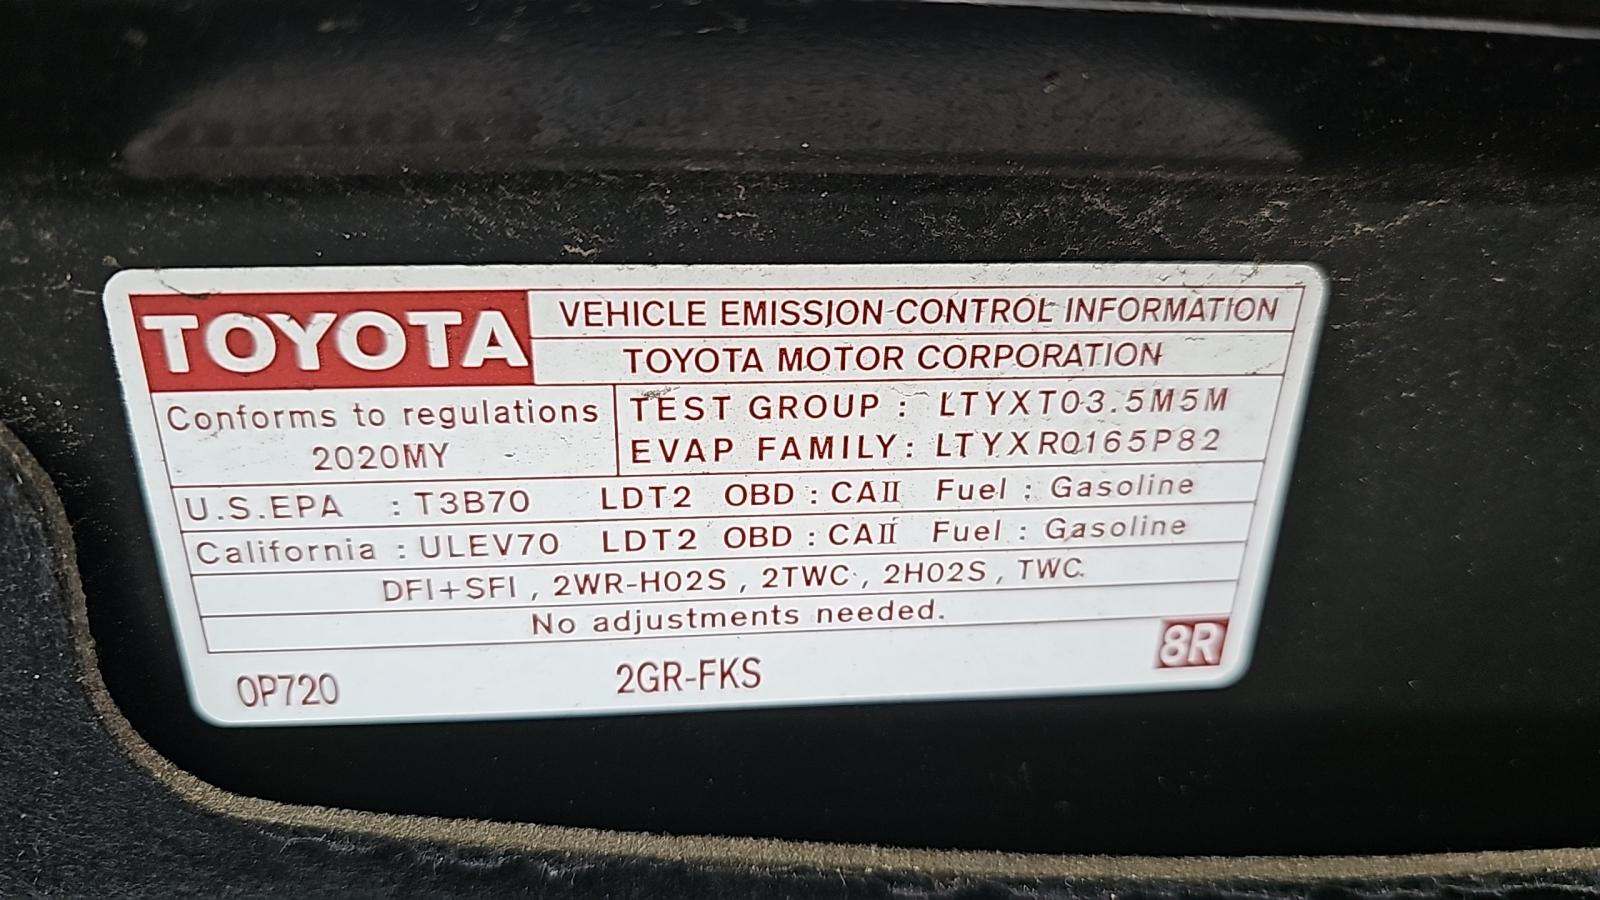 TOYOTA
VEHICLE EMISSION CONTROL INFORMATION
TOYOTA MOTOR CORPORATION
Conforms to regulations
2020MY
TEST GROUP : LTYXT03.5M5M
EVAP FAMILY: LTYXR0165P82
U.S.EPA : T3B70 LDT2 OBD : CAII Fuel : Gasoline
California : ULEV70 LDT2 OBD : CAII Fuel : Gasoline
DFI+SFI , 2WR-HO2S , 2TWC , 2HO2S , TWC
No adjustments needed.
0P720
2GR-FKS
8R